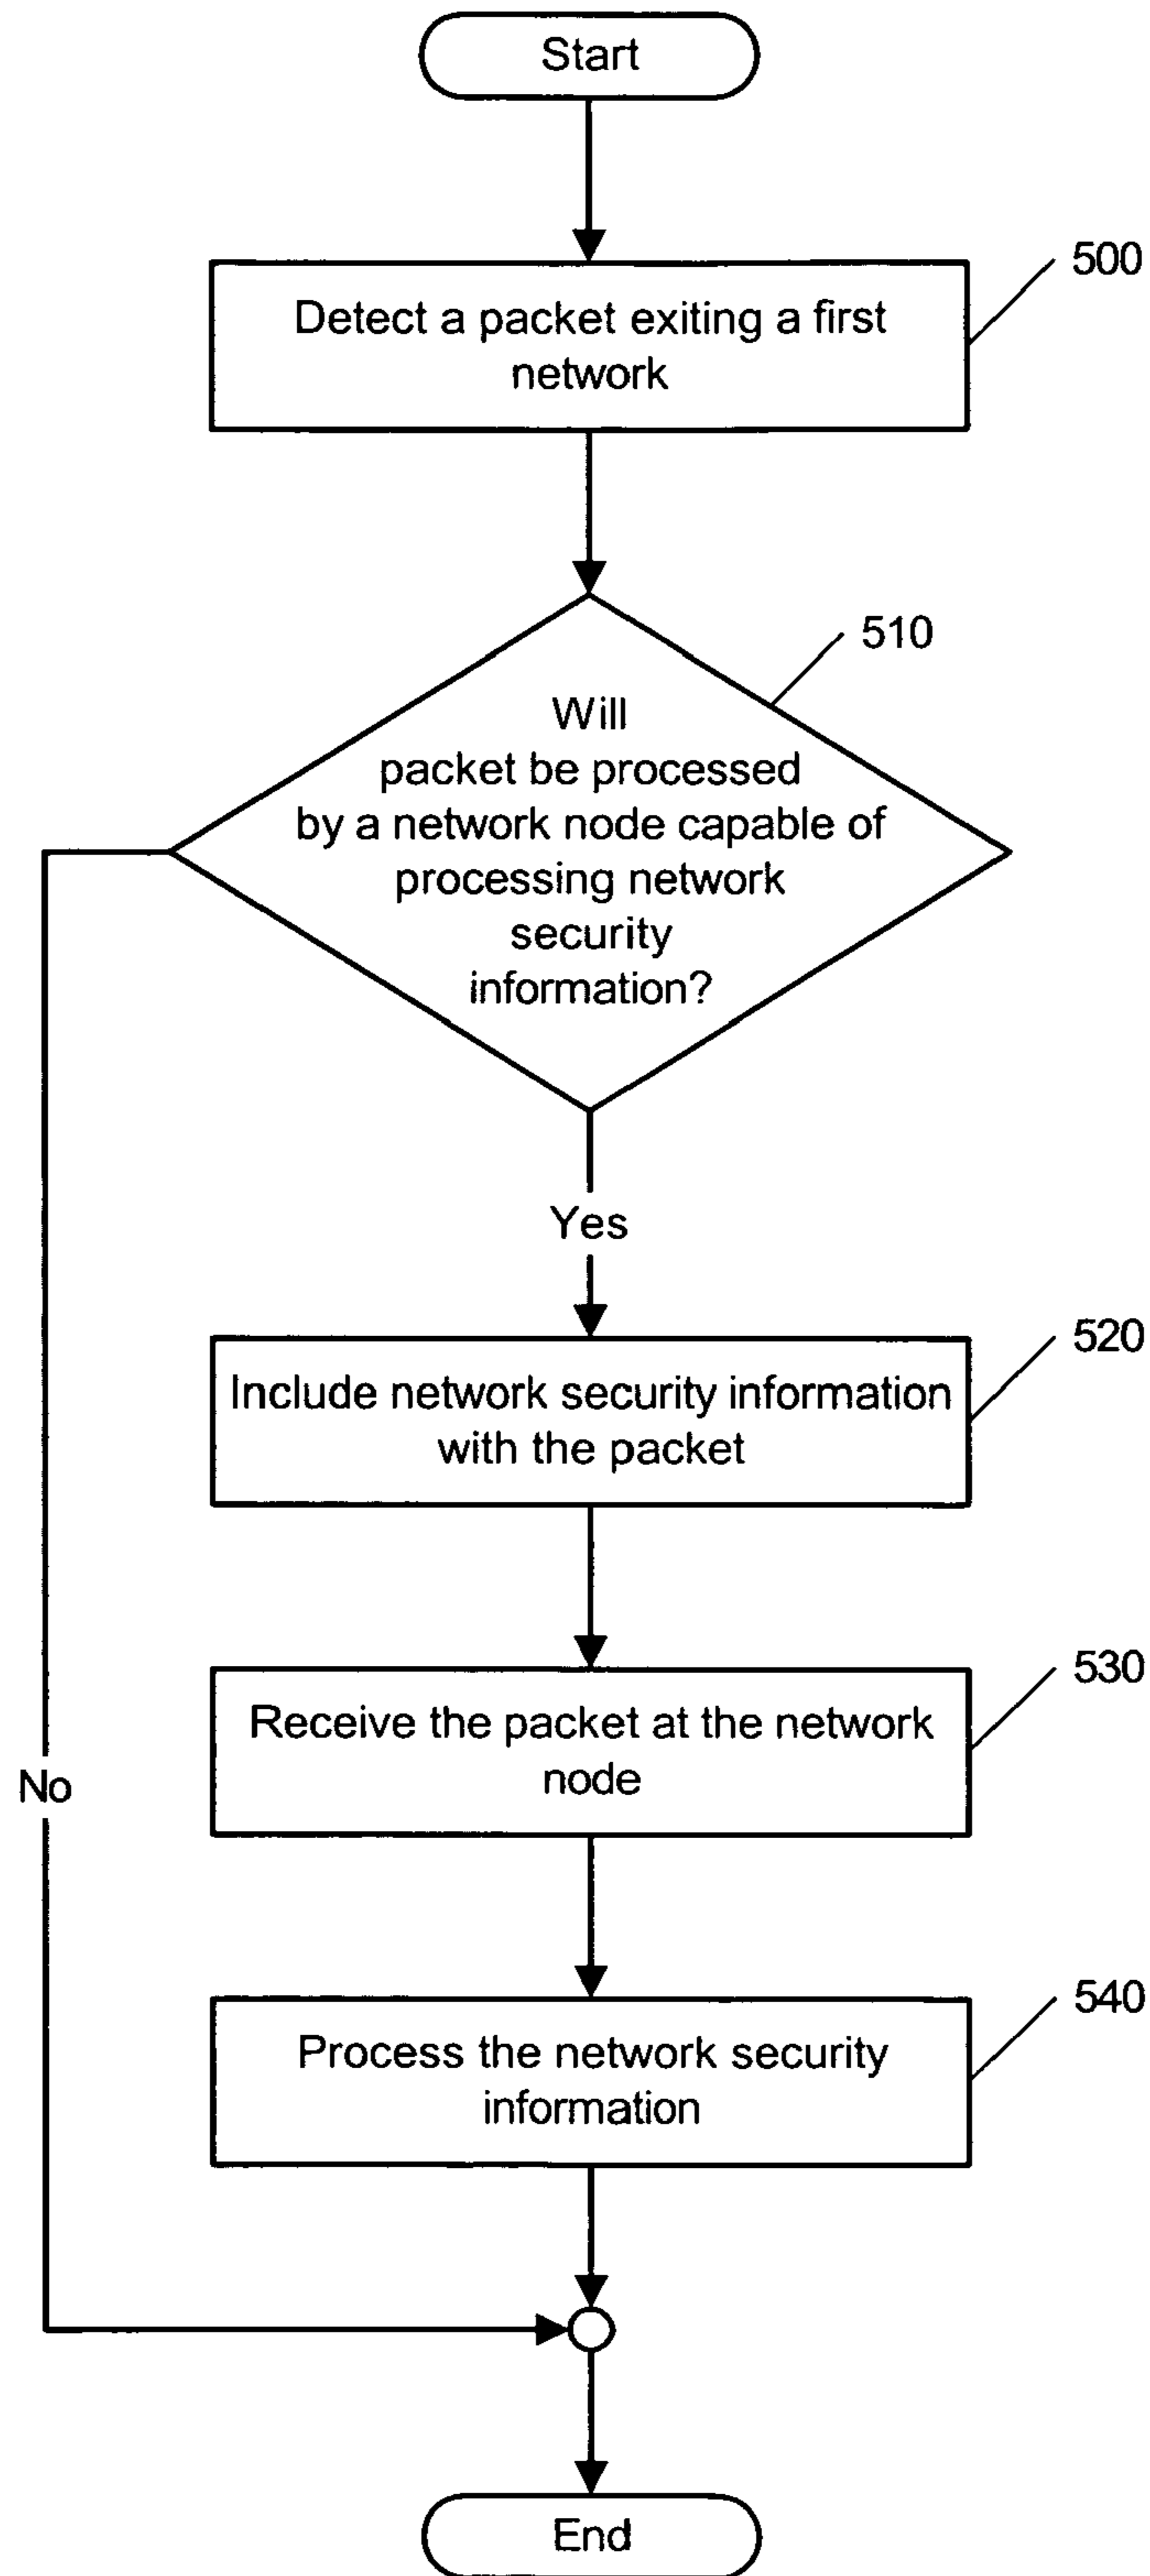 Start
500
Detect a packet exiting a first
network
510
Will
packet be processed
by a network node capable of
processing network
security
information?
Yes
520
Include network security information
with the packet
530
Receive the packet at the network
node
No
540
Process the network security
information
End